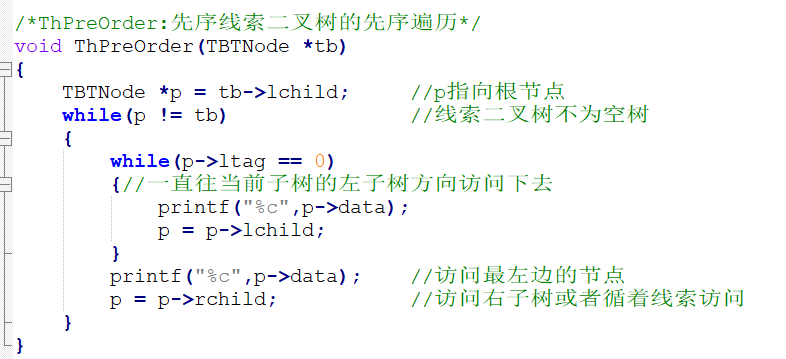 /*ThPreOrder:先序线索二叉树的先序遍历*/
void ThPreOrder(TBTNode *tb)
{
    TBTNode *p = tb->lchild;     //p指向根节点
    while(p != tb)               //线索二叉树不为空树
    {
        while(p->ltag == 0)
        {//一直往当前子树的左子树方向访问下去
            printf("%c",p->data);
            p = p->lchild;
        }
        printf("%c",p->data);    //访问最左边的节点
        p = p->rchild;           //访问右子树或者循着线索访问
    }
}